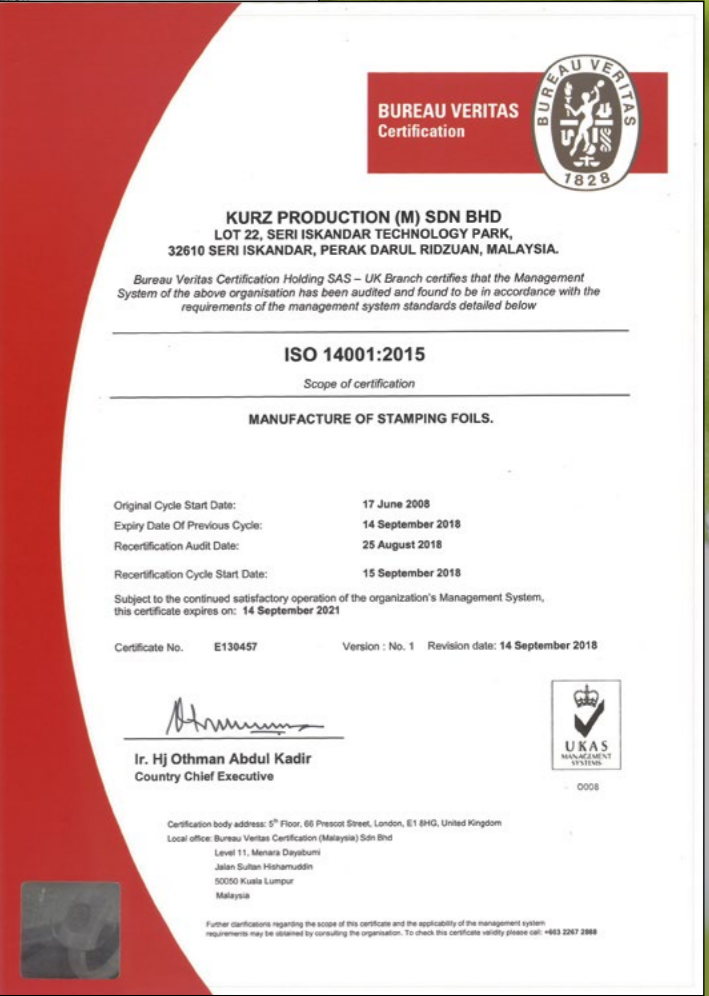 BUREAU VERITAS
Certification
BUREAU VERITAS
1828
KURZ PRODUCTION (M) SDN BHD
LOT 22, SERI ISKANDAR TECHNOLOGY PARK,
32610 SERI ISKANDAR, PERAK DARUL RIDZUAN, MALAYSIA.
Bureau Veritas Certification Holding SAS – UK Branch certifies that the Management
System of the above organisation has been audited and found to be in accordance with the
requirements of the management system standards detailed below
ISO 14001:2015
Scope of certification
MANUFACTURE OF STAMPING FOILS.
Original Cycle Start Date: 17 June 2008
Expiry Date Of Previous Cycle: 14 September 2018
Recertification Audit Date: 25 August 2018
Recertification Cycle Start Date: 15 September 2018
Subject to the continued satisfactory operation of the organization's Management System,
this certificate expires on: 14 September 2021
Certificate No. E130457 Version : No. 1 Revision date: 14 September 2018
Ir. Hj Othman Abdul Kadir
Country Chief Executive
UKAS
MANAGEMENT
SYSTEMS
0008
Certification body address: 5th Floor, 66 Prescot Street, London, E1 8HG, United Kingdom
Local office: Bureau Veritas Certification (Malaysia) Sdn Bhd
Level 11, Menara Dayabumi
Jalan Sultan Hishamuddin
50050 Kuala Lumpur
Malaysia
Further clarifications regarding the scope of this certificate and the applicability of the management system
requirements may be obtained by consulting the organisation. To check this certificate validity please call: +603 2267 2888